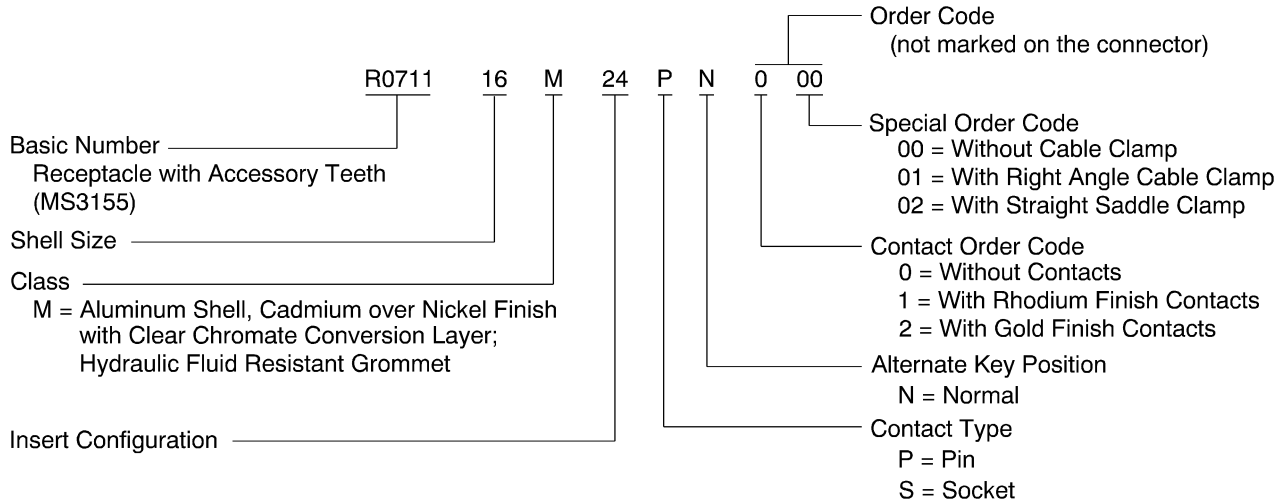 Order Code
(not marked on the connector)
R0711 16 M 24 P N 0 00
Basic Number
Receptacle with Accessory Teeth
(MS3155)
Shell Size
Class
M = Aluminum Shell, Cadmium over Nickel Finish
with Clear Chromate Conversion Layer;
Hydraulic Fluid Resistant Grommet
Insert Configuration
Special Order Code
00 = Without Cable Clamp
01 = With Right Angle Cable Clamp
02 = With Straight Saddle Clamp
Contact Order Code
0 = Without Contacts
1 = With Rhodium Finish Contacts
2 = With Gold Finish Contacts
Alternate Key Position
N = Normal
Contact Type
P = Pin
S = Socket